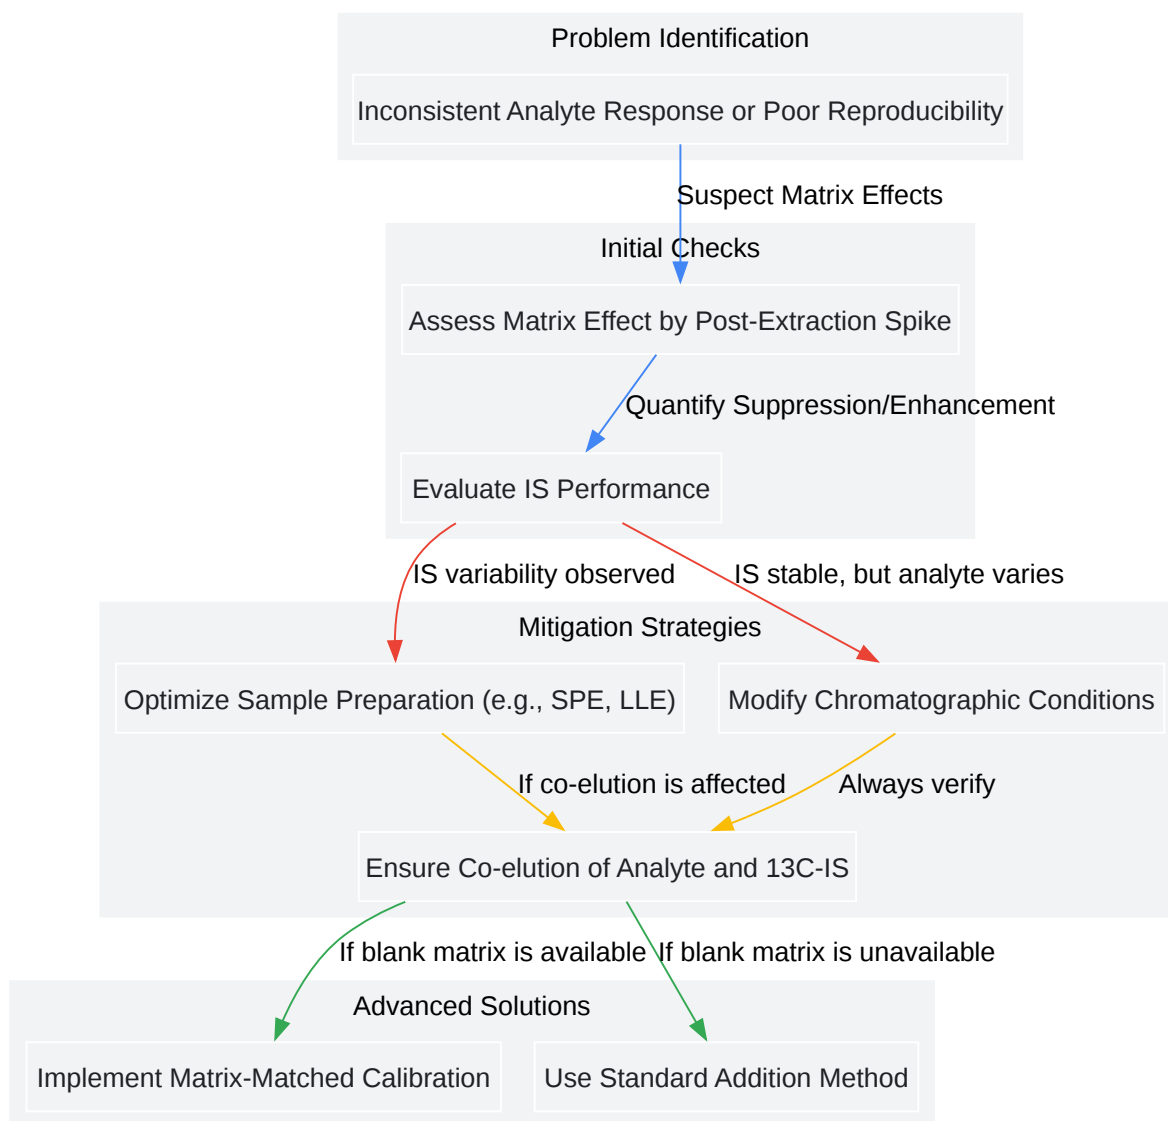 Problem Identification
Inconsistent Analyte Response or Poor Reproducibility
Suspect Matrix Effects
Initial Checks
Assess Matrix Effect by Post-Extraction Spike
Quantify Suppression/Enhancement
Evaluate IS Performance
IS variability observed
IS stable, but analyte varies
Mitigation Strategies
Optimize Sample Preparation (e.g., SPE, LLE)
Modify Chromatographic Conditions
If co-elution is affected
Always verify
Ensure Co-elution of Analyte and 13C-IS
If blank matrix is available
If blank matrix is unavailable
Advanced Solutions
Implement Matrix-Matched Calibration
Use Standard Addition Method